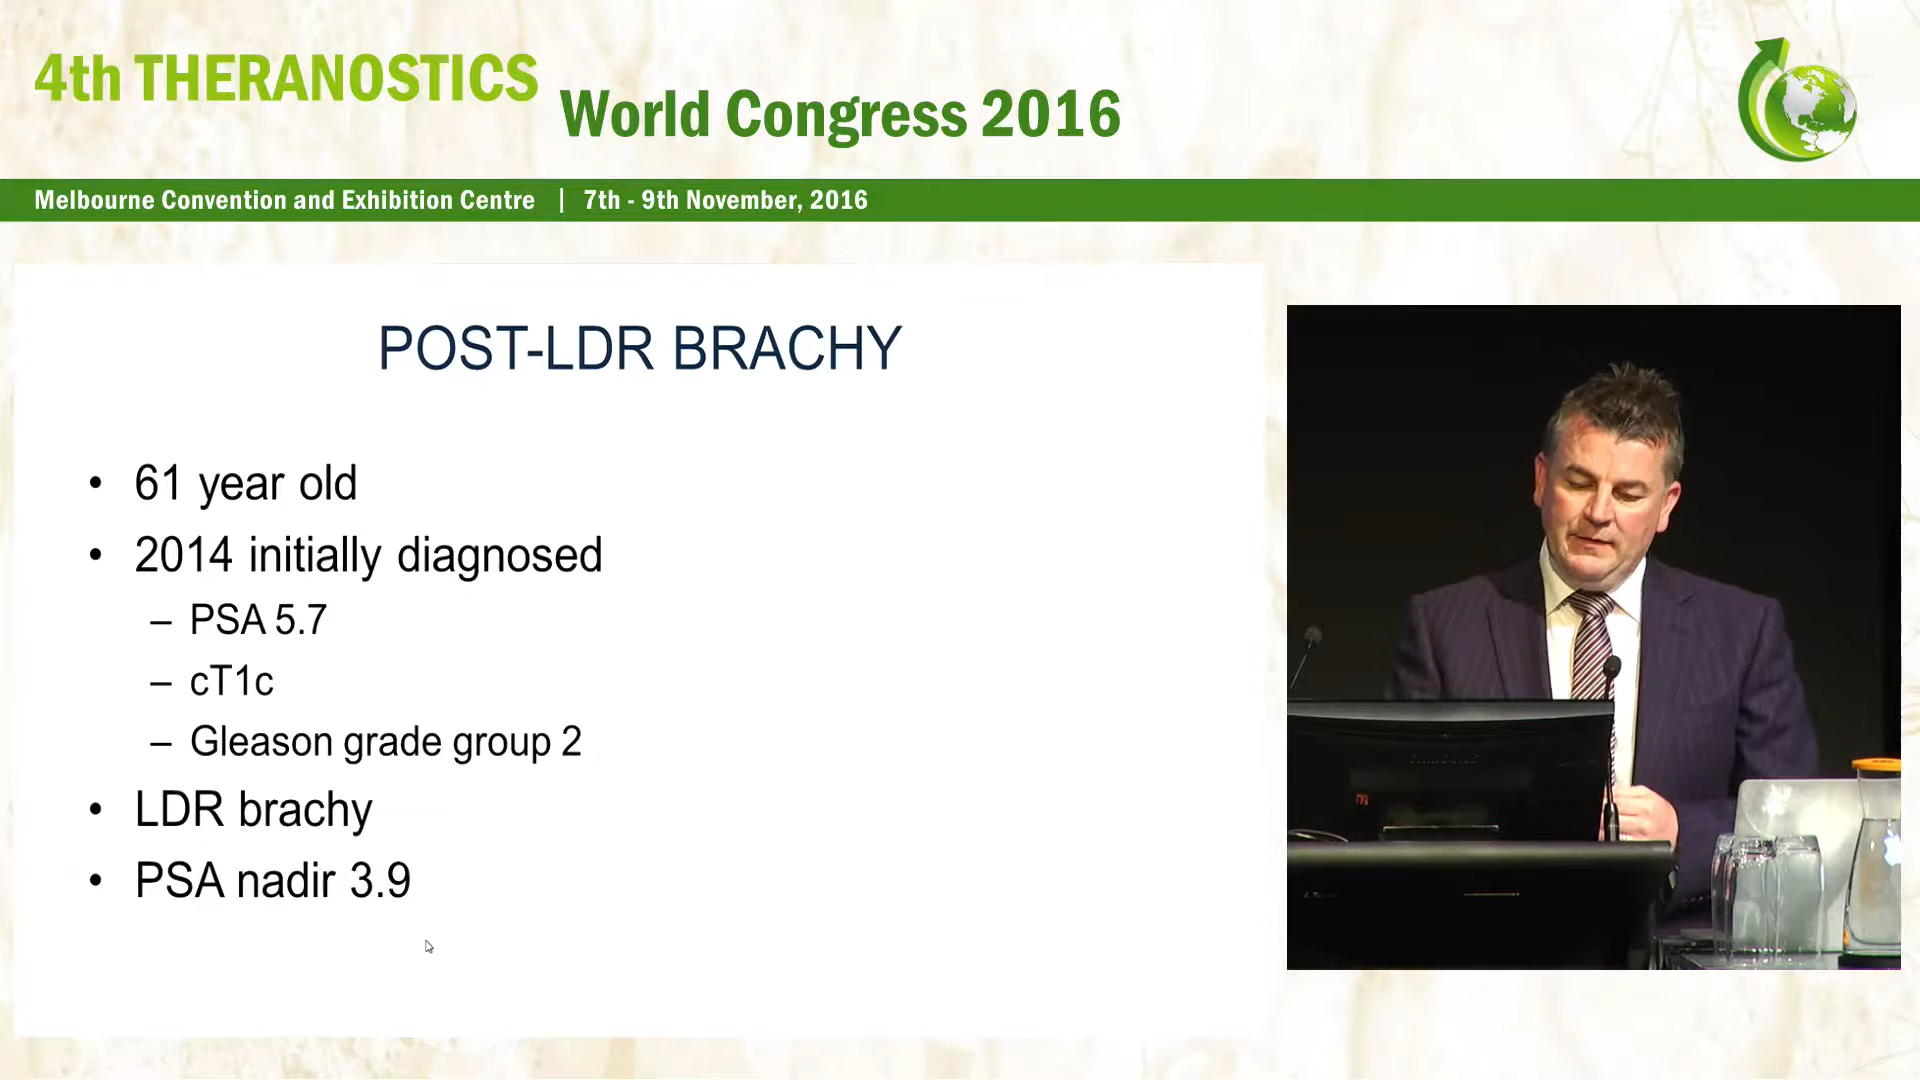 4th THERANOSTICS
World Congress 2016
Melbourne Convention and Exhibition Centre | 7th - 9th November, 2016
POST-LDR BRACHY
• 61 year old
• 2014 initially diagnosed
– PSA 5.7
– cT1c
– Gleason grade group 2
• LDR brachy
• PSA nadir 3.9